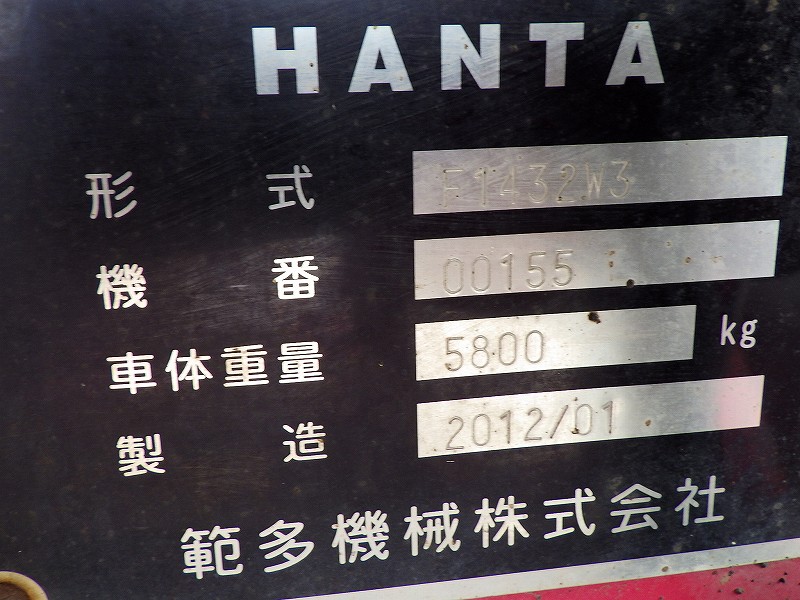 HANTA
形式 F1432W3
機番 00155
車体重量 5800 kg
製造 2012/01
範多機械株式会社